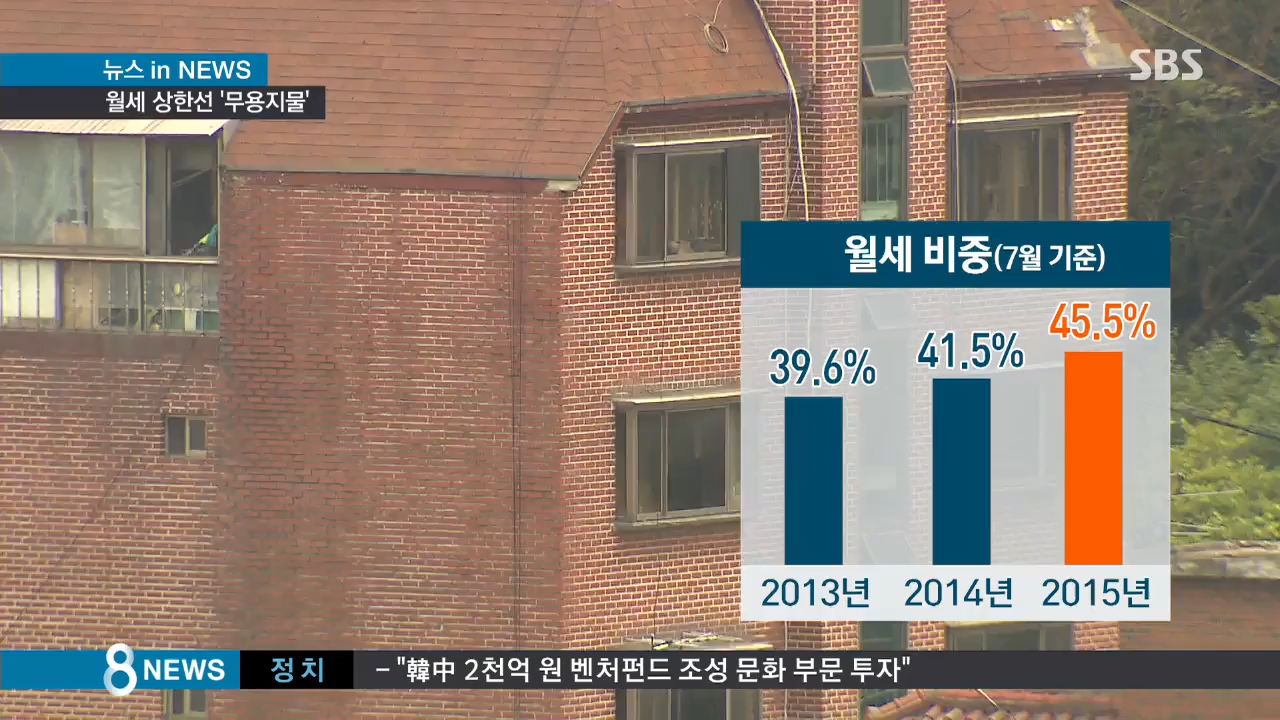 뉴스 in NEWS
월세 상한선 '무용지물'
SBS
월세 비중(7월 기준)
39.6%
41.5%
45.5%
2013년
2014년
2015년
8 NEWS
정치
–"韓中 2천억 원 벤처펀드 조성 문화 부문 투자"